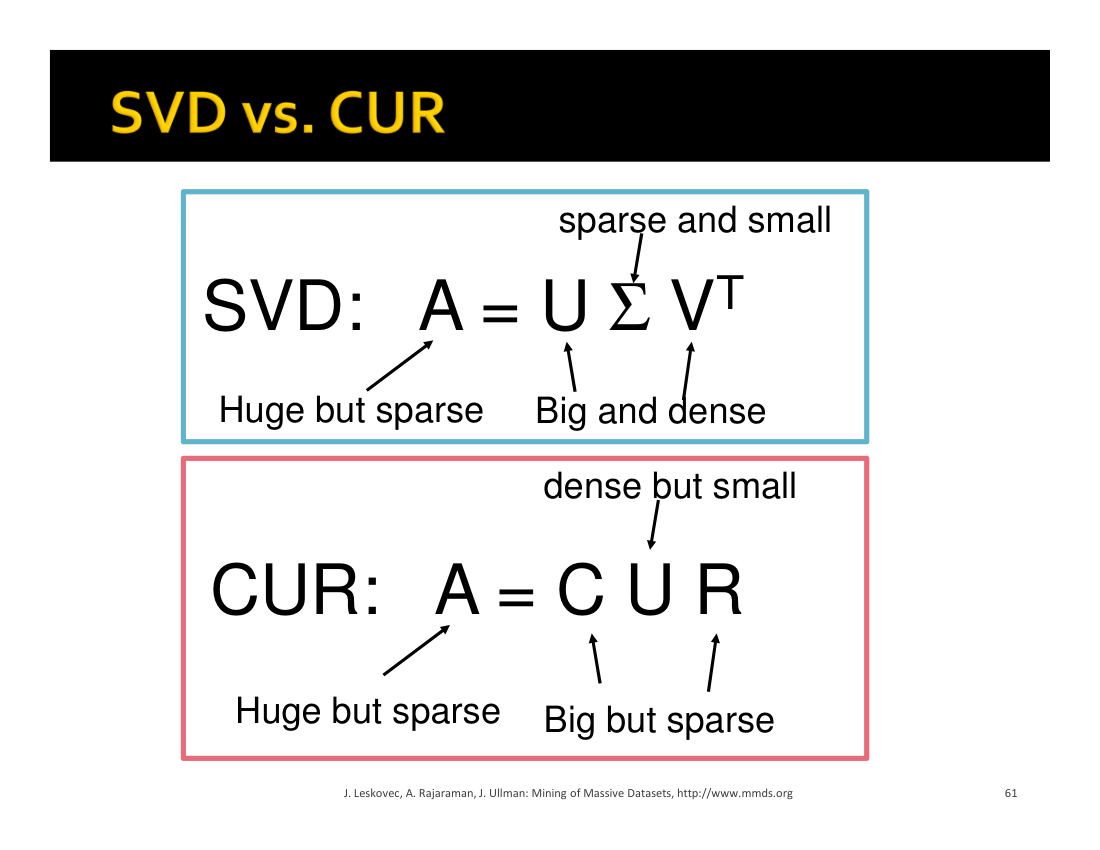 SVD vs. CUR
sparse and small
SVD: A = U Σ Vᵀ
Huge but sparse Big and dense
dense but small
CUR: A = C U R
Huge but sparse Big but sparse
J. Leskovec, A. Rajaraman, J. Ullman: Mining of Massive Datasets, http://www.mmds.org 61